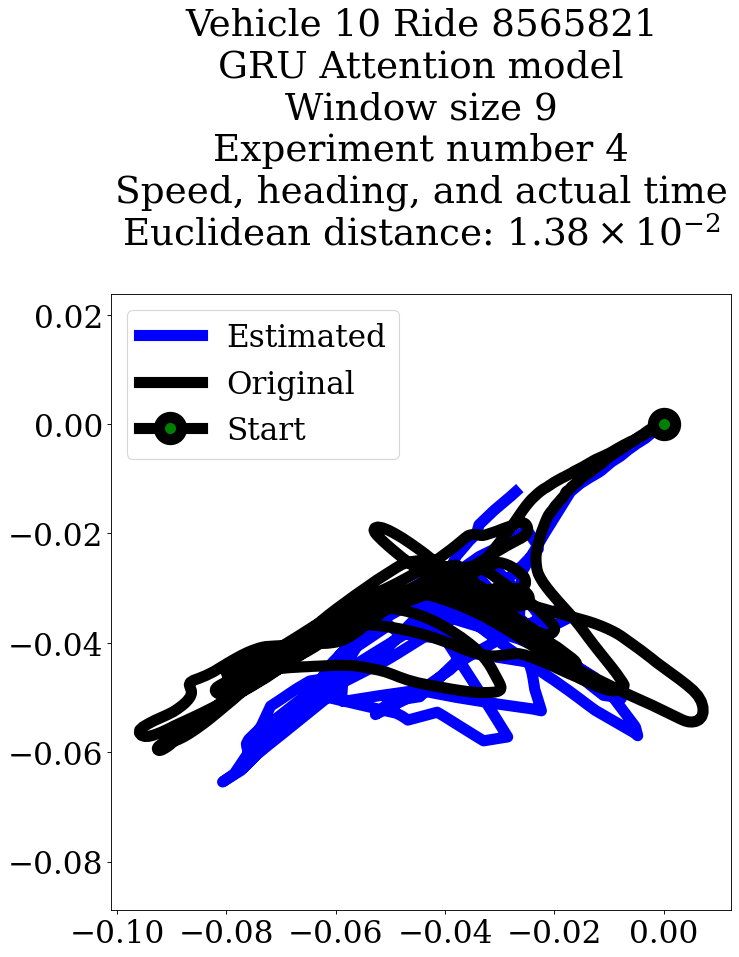 Vehicle 10 Ride 8565821
GRU Attention model
Window size 9
Experiment number 4
Speed, heading, and actual time
Euclidean distance: 1.38 × 10⁻²
Estimated
Original
Start
0.02
0.00
−0.02
−0.04
−0.06
−0.08
−0.10 −0.08 −0.06 −0.04 −0.02 0.00